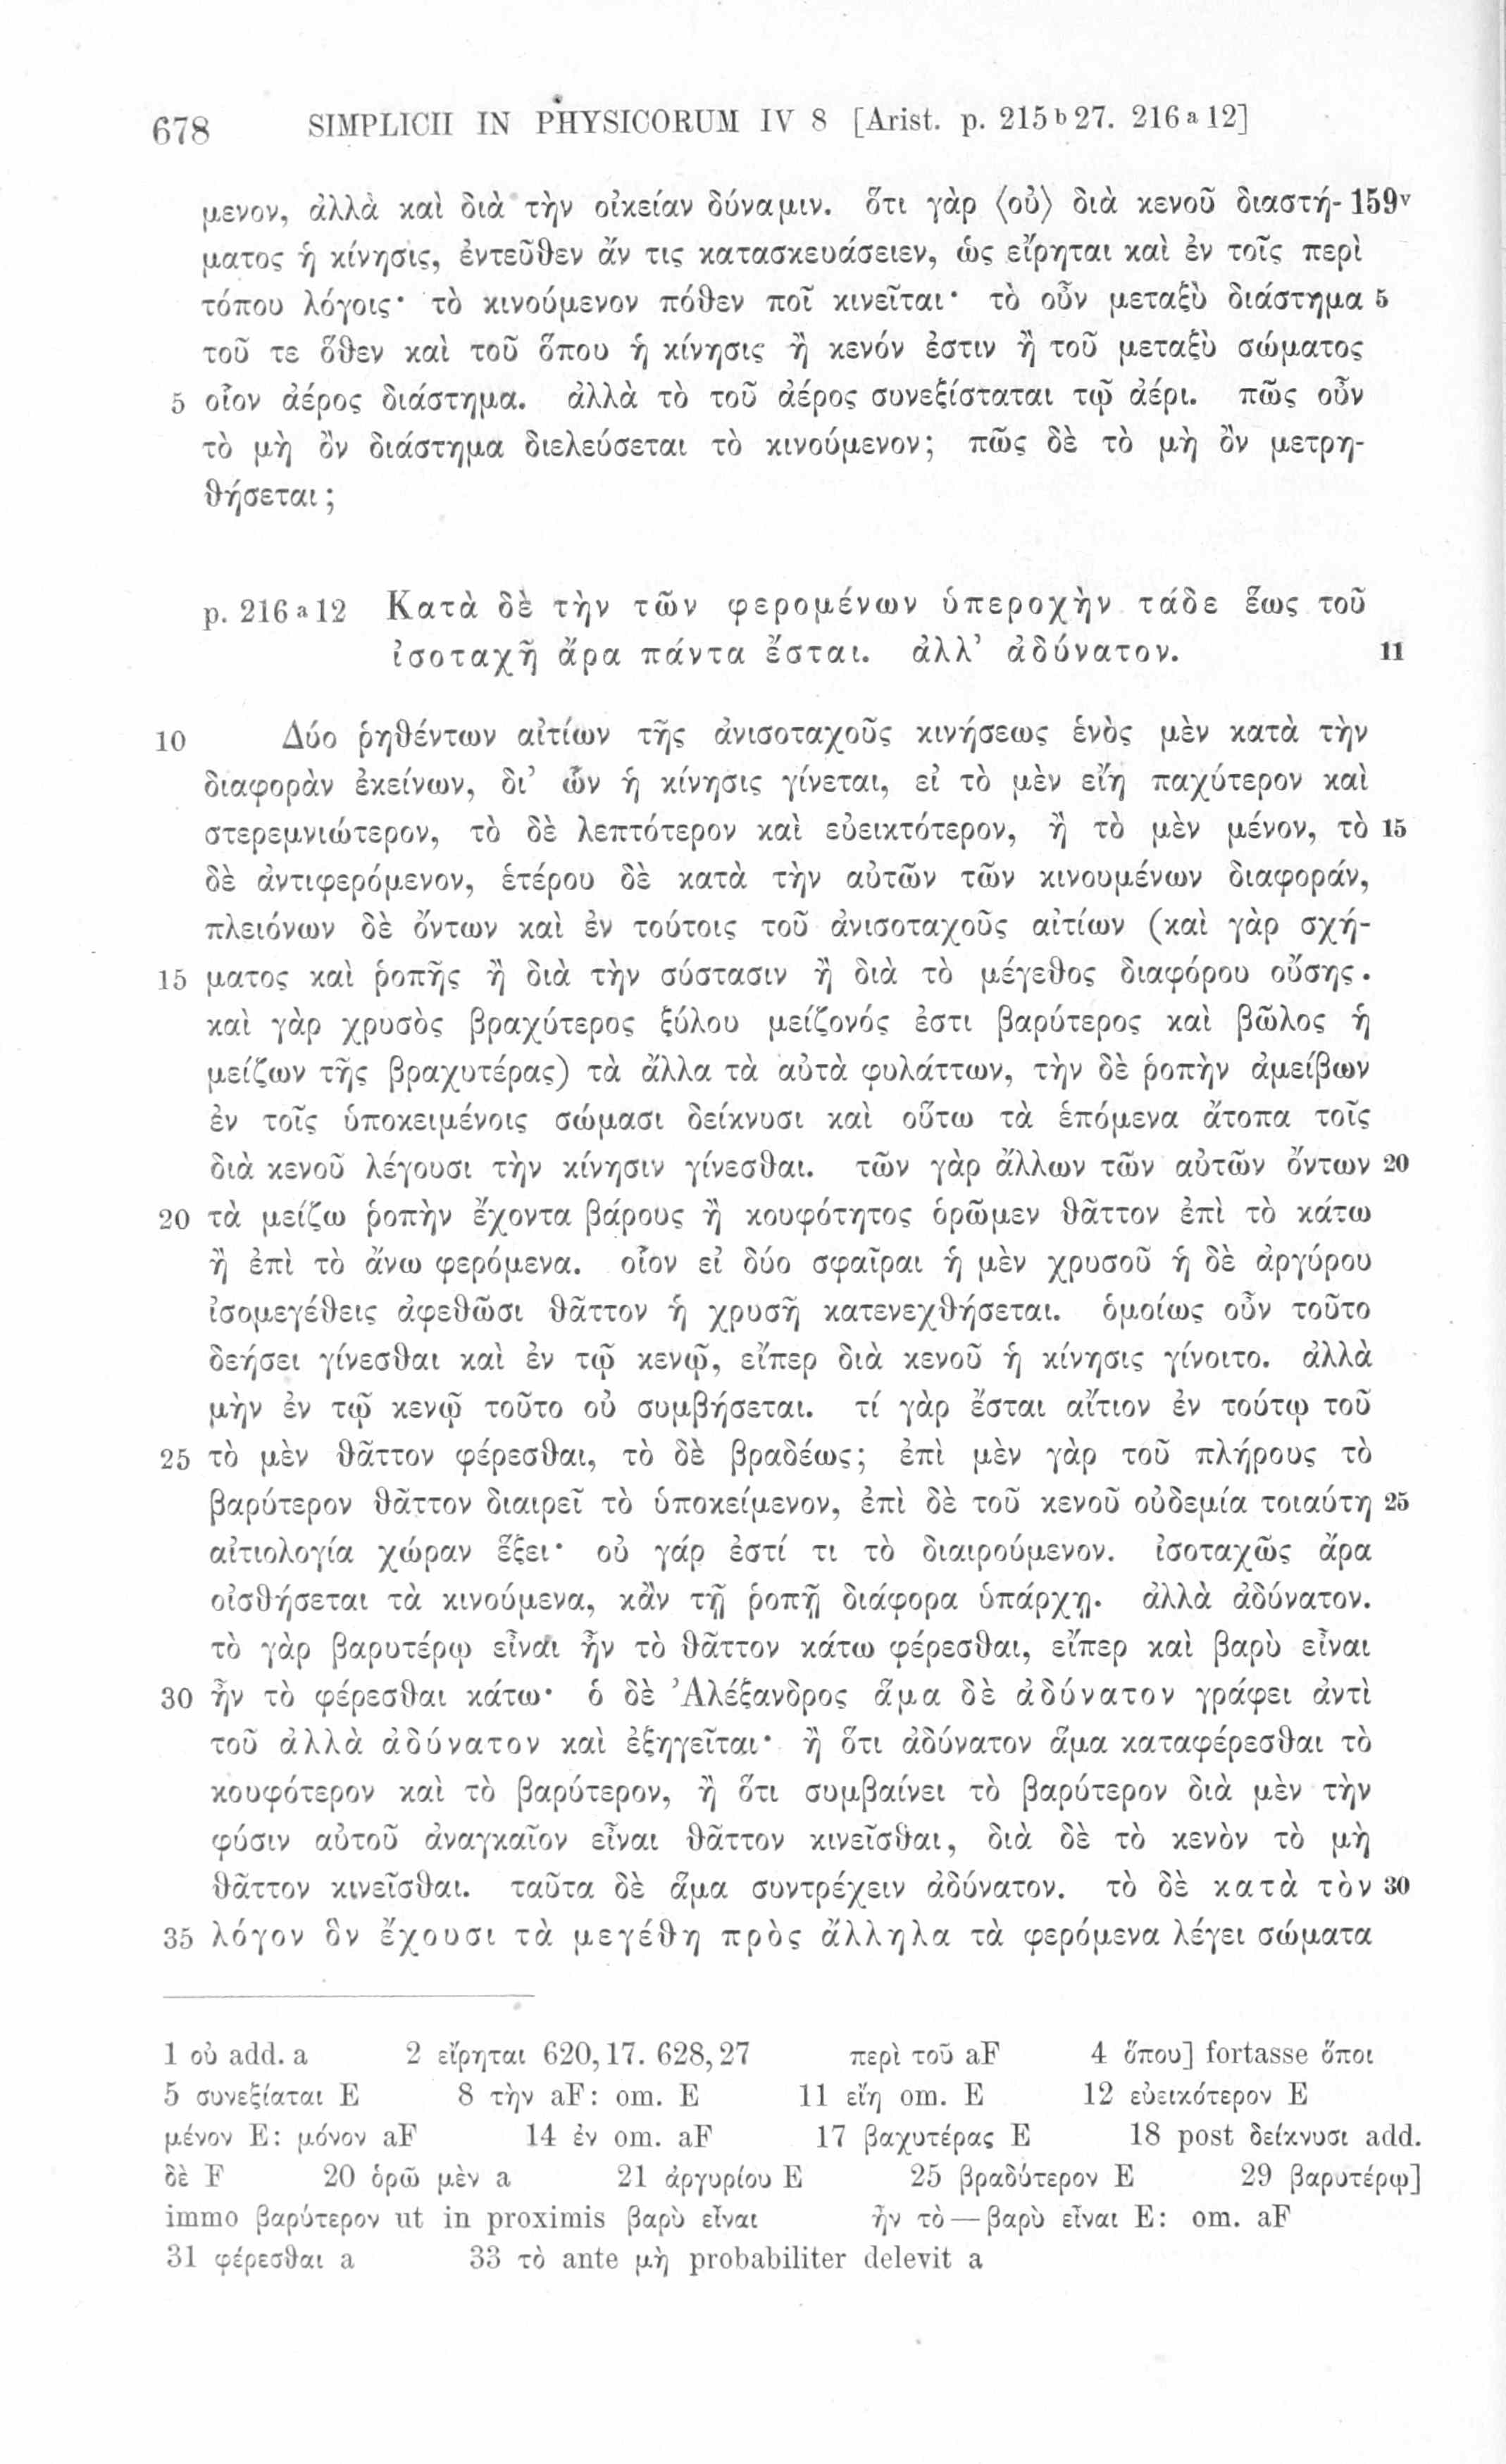 678 SIMPLICII IN PHYSICORUM IV 8 [Arist. p. 215 b 27. 216 a 12]
μενον, ἀλλὰ καὶ διὰ τὴν οἰκείαν δύναμιν. ὅτι γὰρ ⟨οὐ⟩ διὰ κενοῦ διαστή- 159v
ματος ἡ κίνησις, ἐντεῦθεν ἄν τις κατασκευάσειεν, ὡς εἴρηται καὶ ἐν τοῖς περὶ
τόπου λόγοις· τὸ κινούμενον πόθεν ποῖ κινεῖται· τὸ οὖν μεταξὺ διάστημα 5
τοῦ τε ὅθεν καὶ τοῦ ὅπου ἡ κίνησις ἢ κενόν ἐστιν ἢ τοῦ μεταξὺ σώματος
5 οἷον ἀέρος διάστημα. ἀλλὰ τὸ τοῦ ἀέρος συνεξίσταται τῷ ἀέρι. πῶς οὖν
τὸ μὴ ὂν διάστημα διελεύσεται τὸ κινούμενον; πῶς δὲ τὸ μὴ ὂν μετρη-
θήσεται;
p. 216 a 12 Κατὰ δὲ τὴν τῶν φερομένων ὑπεροχὴν τάδε ἕως τοῦ
ἰσοταχῆ ἄρα πάντα ἔσται. ἀλλ’ ἀδύνατον. 11
10 Δύο ῥηθέντων αἰτίων τῆς ἀνισοταχοῦς κινήσεως ἑνὸς μὲν κατὰ τὴν
διαφορὰν ἐκείνων, δι’ ὧν ἡ κίνησις γίνεται, εἰ τὸ μὲν εἴη παχύτερον καὶ
στερεμνιώτερον, τὸ δὲ λεπτότερον καὶ εὐεικτότερον, ἢ τὸ μὲν μένον, τὸ 15
δὲ ἀντιφερόμενον, ἑτέρου δὲ κατὰ τὴν αὐτῶν τῶν κινουμένων διαφοράν,
πλειόνων δὲ ὄντων καὶ ἐν τούτοις τοῦ ἀνισοταχοῦς αἰτίων (καὶ γὰρ σχή-
15 ματος καὶ ῥοπῆς ἢ διὰ τὴν σύστασιν ἢ διὰ τὸ μέγεθος διαφόρου οὔσης.
καὶ γὰρ χρυσὸς βραχύτερος ξύλου μείζονός ἐστι βαρύτερος καὶ βῶλος ἡ
μείζων τῆς βραχυτέρας) τὰ ἄλλα τὰ αὐτὰ φυλάττων, τὴν δὲ ῥοπὴν ἀμείβων
ἐν τοῖς ὑποκειμένοις σώμασι δείκνυσι καὶ οὕτω τὰ ἑπόμενα ἄτοπα τοῖς
διὰ κενοῦ λέγουσι τὴν κίνησιν γίνεσθαι. τῶν γὰρ ἄλλων τῶν αὐτῶν ὄντων 20
20 τὰ μείζω ῥοπὴν ἔχοντα βάρους ἢ κουφότητος ὁρῶμεν θᾶττον ἐπὶ τὸ κάτω
ἢ ἐπὶ τὸ ἄνω φερόμενα. οἷον εἰ δύο σφαῖραι ἡ μὲν χρυσοῦ ἡ δὲ ἀργύρου
ἰσομεγέθεις ἀφεθῶσι θᾶττον ἡ χρυσῆ κατενεχθήσεται. ὁμοίως οὖν τοῦτο
δεήσει γίνεσθαι καὶ ἐν τῷ κενῷ, εἴπερ διὰ κενοῦ ἡ κίνησις γίνοιτο. ἀλλὰ
μὴν ἐν τῷ κενῷ τοῦτο οὐ συμβήσεται. τί γὰρ ἔσται αἴτιον ἐν τούτῳ τοῦ
25 τὸ μὲν θᾶττον φέρεσθαι, τὸ δὲ βραδέως; ἐπὶ μὲν γὰρ τοῦ πλήρους τὸ
βαρύτερον θᾶττον διαιρεῖ τὸ ὑποκείμενον, ἐπὶ δὲ τοῦ κενοῦ οὐδεμία τοιαύτη 25
αἰτιολογία χώραν ἕξει· οὐ γάρ ἐστί τι τὸ διαιρούμενον. ἰσοταχῶς ἄρα
οἰσθήσεται τὰ κινούμενα, κἂν τῇ ῥοπῇ διάφορα ὑπάρχῃ. ἀλλὰ ἀδύνατον.
τὸ γὰρ βαρυτέρῳ εἶναι ἦν τὸ θᾶττον κάτω φέρεσθαι, εἴπερ καὶ βαρὺ εἶναι
30 ἦν τὸ φέρεσθαι κάτω· ὁ δὲ Ἀλέξανδρος ἅμα δὲ ἀδύνατον γράφει ἀντὶ
τοῦ ἀλλὰ ἀδύνατον καὶ ἐξηγεῖται· ἢ ὅτι ἀδύνατον ἅμα καταφέρεσθαι τὸ
κουφότερον καὶ τὸ βαρύτερον, ἢ ὅτι συμβαίνει τὸ βαρύτερον διὰ μὲν τὴν
φύσιν αὐτοῦ ἀναγκαῖον εἶναι θᾶττον κινεῖσθαι, διὰ δὲ τὸ κενὸν τὸ μὴ
θᾶττον κινεῖσθαι. ταῦτα δὲ ἅμα συντρέχειν ἀδύνατον. τὸ δὲ κατὰ τὸν 30
35 λόγον ὃν ἔχουσι τὰ μεγέθη πρὸς ἄλληλα τὰ φερόμενα λέγει σώματα
1 οὐ add. a 2 εἴρηται 620,17. 628,27 περὶ τοῦ aF 4 ὅπου] fortasse ὅποι
5 συνεξίαται E 8 τὴν aF: om. E 11 εἴη om. E 12 εὐεικότερον E
μένον E: μόνον aF 14 ἐν om. aF 17 βαχυτέρας E 18 post δείκνυσι add.
δὲ F 20 ὁρῶ μὲν a 21 ἀργυρίου E 25 βραδύτερον E 29 βαρυτέρῳ]
immo βαρύτερον ut in proximis βαρὺ εἶναι ἦν τὸ — βαρὺ εἶναι E: om. aF
31 φέρεσθαι a 33 τὸ ante μὴ probabiliter delevit a